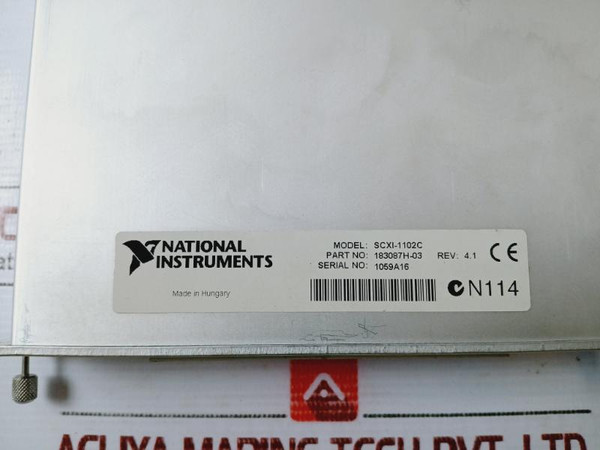 NATIONAL
INSTRUMENTS
Made in Hungary
MODEL: SCXI-1102C
PART NO: 183087H-03 REV: 4.1
SERIAL NO: 1059A16
CE
N114